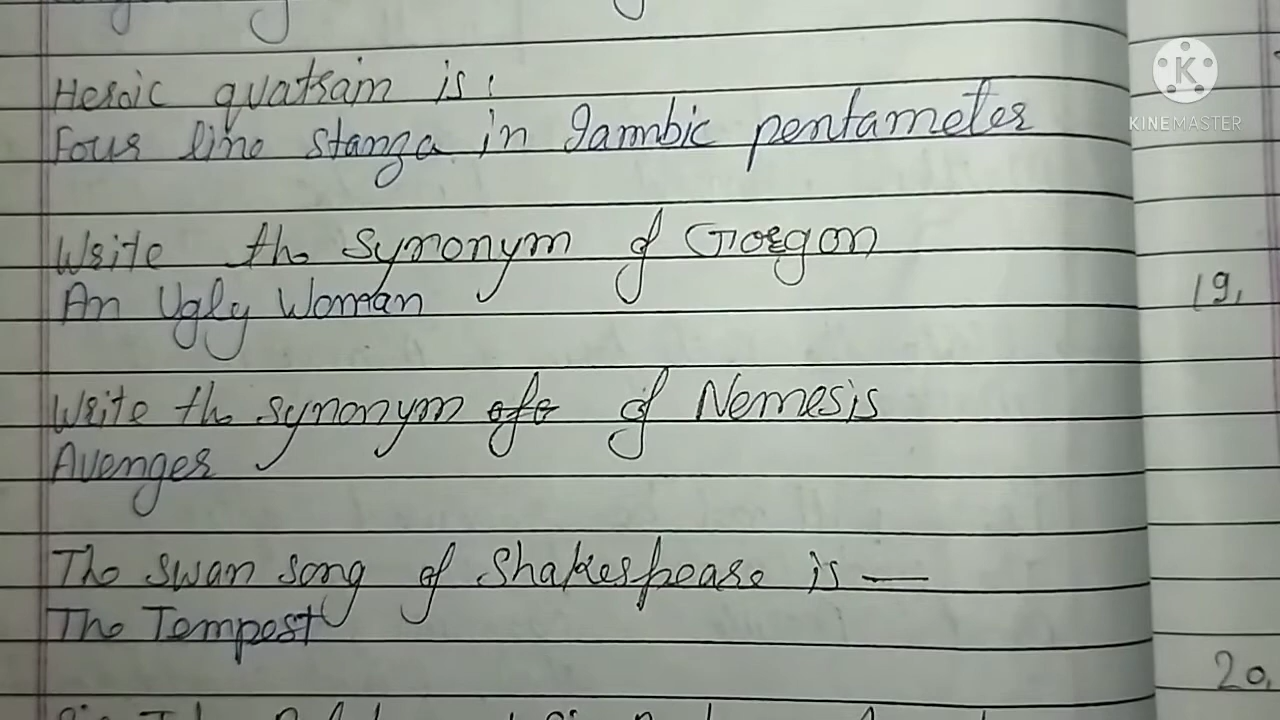 Heroic quatrain is:
Four line stanza in Iambic pentameter
Write the synonym of Gorgon
An Ugly Woman
Write the synonym of of Nemesis
Avenger
The swan song of Shakespeare is —
The Tempest
K
KINEMASTER
19,
20,